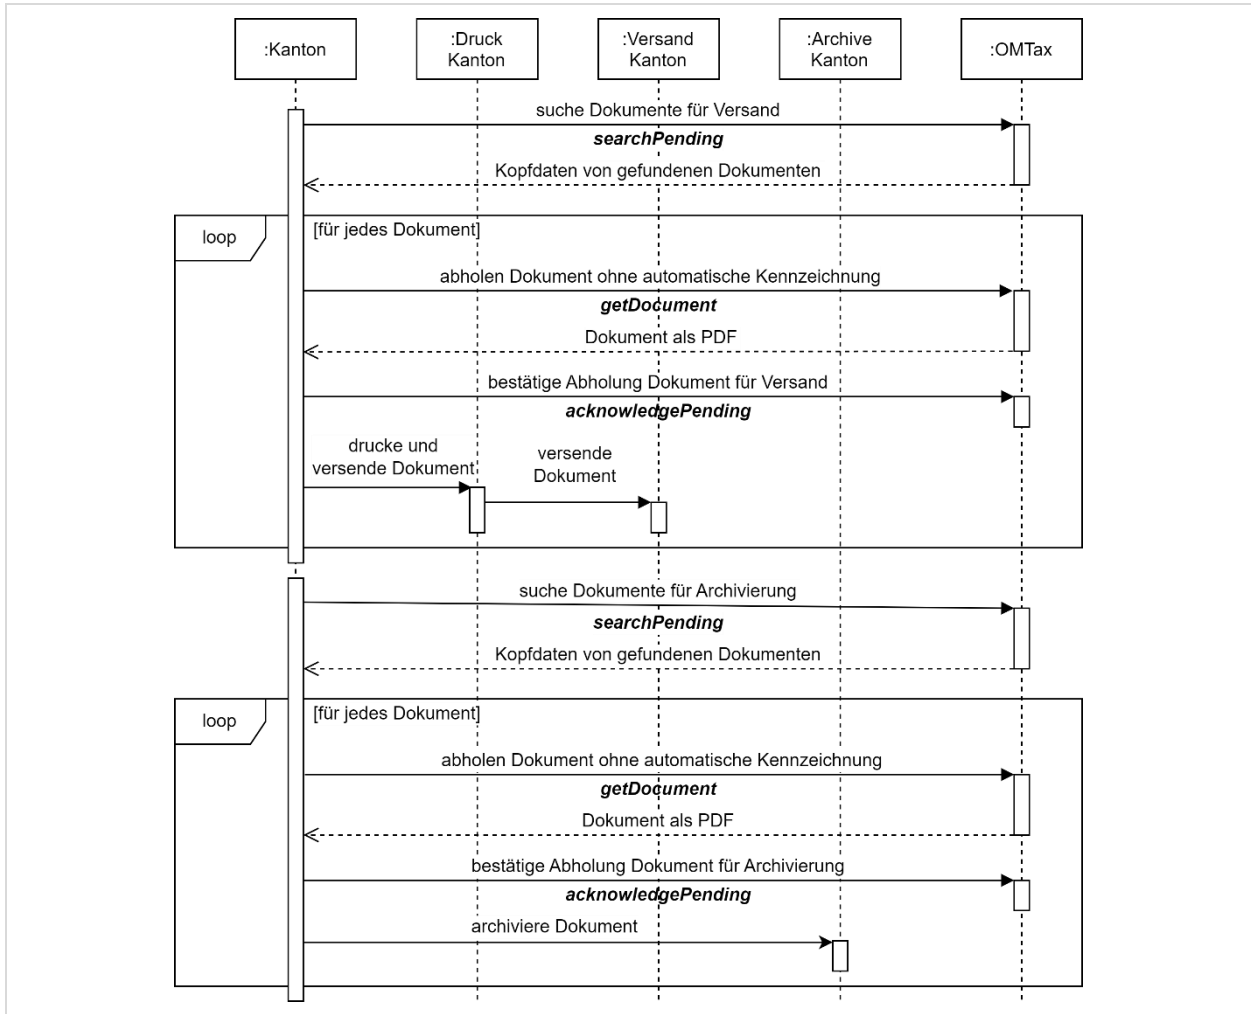 :Kanton
:Druck
Kanton
:Versand
Kanton
:Archive
Kanton
:OMTax
suche Dokumente für Versand
searchPending
Kopfdaten von gefundenen Dokumenten
loop
[für jedes Dokument]
abholen Dokument ohne automatische Kennzeichnung
getDocument
Dokument als PDF
bestätige Abholung Dokument für Versand
acknowledgePending
drucke und
versende Dokument
versende
Dokument
suche Dokumente für Archivierung
searchPending
Kopfdaten von gefundenen Dokumenten
loop
[für jedes Dokument]
abholen Dokument ohne automatische Kennzeichnung
getDocument
Dokument als PDF
bestätige Abholung Dokument für Archivierung
acknowledgePending
archiviere Dokument